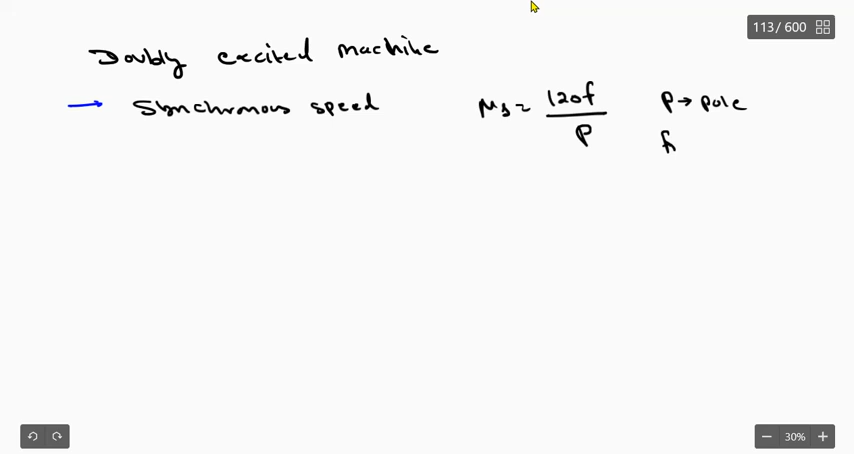 113 / 600
Doubly excited machine
→ Synchronous speed Ns = 120f / P P → pole
f
30%